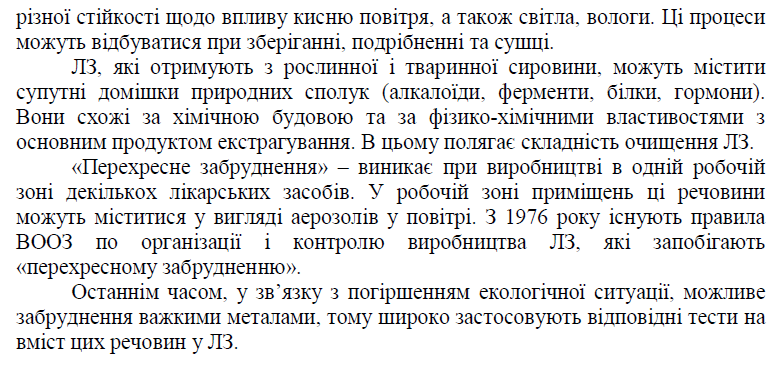 різної стійкості щодо впливу кисню повітря, а також світла, вологи. Ці процеси
можуть відбуватися при зберіганні, подрібненні та сушці.
ЛЗ, які отримують з рослинної і тваринної сировини, можуть містити
супутні домішки природних сполук (алкалоїди, ферменти, білки, гормони).
Вони схожі за хімічною будовою та за фізико-хімічними властивостями з
основним продуктом екстрагування. В цьому полягає складність очищення ЛЗ.
«Перехресне забруднення» – виникає при виробництві в одній робочій
зоні декількох лікарських засобів. У робочій зоні приміщень ці речовини
можуть міститися у вигляді аерозолів у повітрі. З 1976 року існують правила
ВООЗ по організації і контролю виробництва ЛЗ, які запобігають
«перехресному забрудненню».
Останнім часом, у зв’язку з погіршенням екологічної ситуації, можливе
забруднення важкими металами, тому широко застосовують відповідні тести на
вміст цих речовин у ЛЗ.